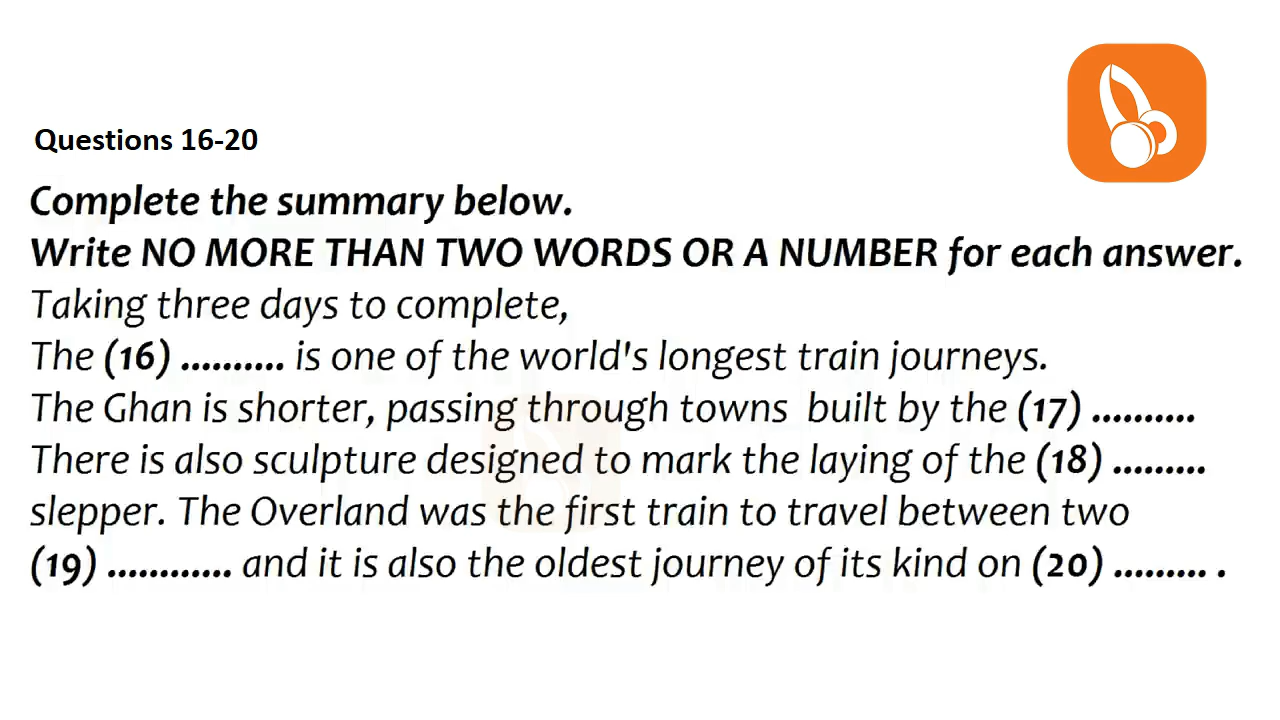 Questions 16-20
Complete the summary below.
Write NO MORE THAN TWO WORDS OR A NUMBER for each answer.
Taking three days to complete,
The (16) .......... is one of the world's longest train journeys.
The Ghan is shorter, passing through towns built by the (17) ..........
There is also sculpture designed to mark the laying of the (18) .........
slepper. The Overland was the first train to travel between two
(19) ............ and it is also the oldest journey of its kind on (20) ......... .